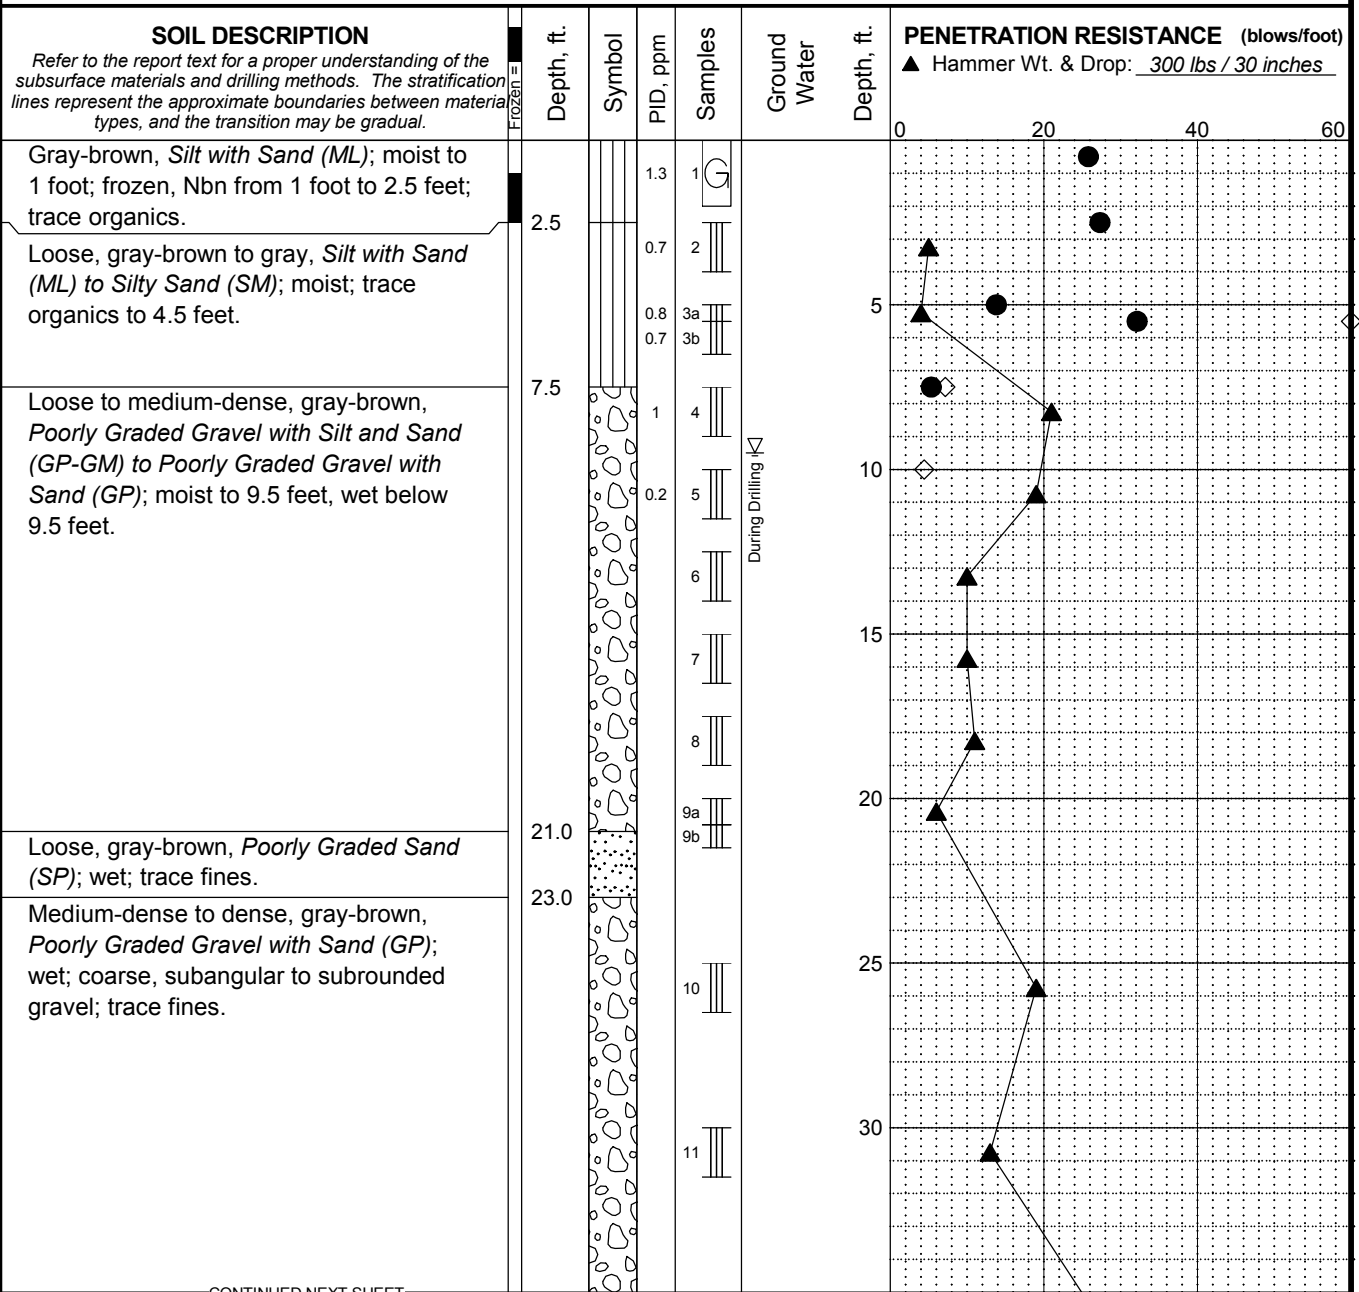 SOIL DESCRIPTION
Refer to the report text for a proper understanding of the
subsurface materials and drilling methods. The stratification
lines represent the approximate boundaries between material
types, and the transition may be gradual.
Frozen =
Depth, ft.
Symbol
PID, ppm
Samples
Ground
Water
Depth, ft.
PENETRATION RESISTANCE (blows/foot)
▲ Hammer Wt. & Drop: 300 lbs / 30 inches
0 20 40 60
Gray-brown, Silt with Sand (ML); moist to
1 foot; frozen, Nbn from 1 foot to 2.5 feet;
trace organics.
2.5
Loose, gray-brown to gray, Silt with Sand
(ML) to Silty Sand (SM); moist; trace
organics to 4.5 feet.
7.5
Loose to medium-dense, gray-brown,
Poorly Graded Gravel with Silt and Sand
(GP-GM) to Poorly Graded Gravel with
Sand (GP); moist to 9.5 feet, wet below
9.5 feet.
21.0
Loose, gray-brown, Poorly Graded Sand
(SP); wet; trace fines.
23.0
Medium-dense to dense, gray-brown,
Poorly Graded Gravel with Sand (GP);
wet; coarse, subangular to subrounded
gravel; trace fines.
1.3 1 G
0.7 2
0.8 3a
0.7 3b
1 4
0.2 5
6
7
8
9a
9b
10
11
During Drilling
5
10
15
20
25
30
CONTINUED NEXT SHEET